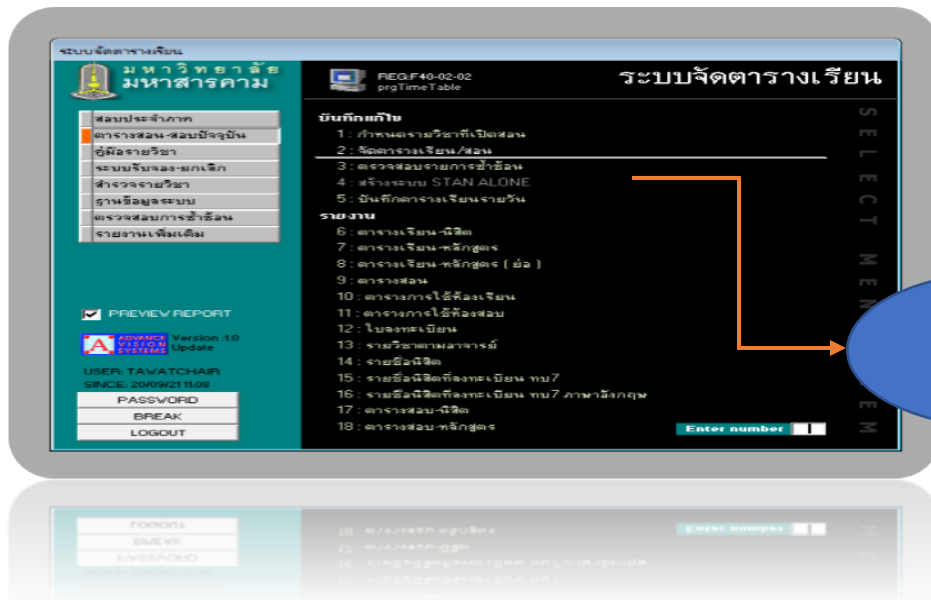 ระบบจัดตารางเรียน
มหาวิทยาลัย
มหาสารคาม
REG:F40-02-02
prgTimeTable
ระบบจัดตารางเรียน
สอบประจำภาค
ตารางสอน-สอบปัจจุบัน
คู่มือรายวิชา
ระบบรับจอง-ยกเลิก
สำรวจรายวิชา
ฐานข้อมูลระบบ
ตรวจสอบการซ้ำซ้อน
รายงานเพิ่มเติม
PREVIEW REPORT
ADVANCE
VISION
SYSTEMS
Version :1.0
Update
USER: TAWATCHAIR
SINCE: 20/09/21 11:08
PASSWORD
BREAK
LOGOUT
บันทึกแก้ไข
1 : กำหนดรายวิชาที่เปิดสอน
2 : จัดตารางเรียน/สอน
3 : ตรวจสอบรายการซ้ำซ้อน
4 : สร้างระบบ STAN ALONE
5 : บันทึกตารางเรียนรายวัน
รายงาน
6 : ตารางเรียน-นิสิต
7 : ตารางเรียน-หลักสูตร
8 : ตารางเรียน-หลักสูตร ( ย่อ )
9 : ตารางสอน
10 : ตารางการใช้ห้องเรียน
11 : ตารางการใช้ห้องสอบ
12 : ใบลงทะเบียน
13 : รายวิชาตามอาจารย์
14 : รายชื่อนิสิต
15 : รายชื่อนิสิตที่ลงทะเบียน ทบ7
16 : รายชื่อนิสิตที่ลงทะเบียน ทบ7 ภาษาอังกฤษ
17 : ตารางสอบ-นิสิต
18 : ตารางสอบ-หลักสูตร
Enter number
SELECT MEN